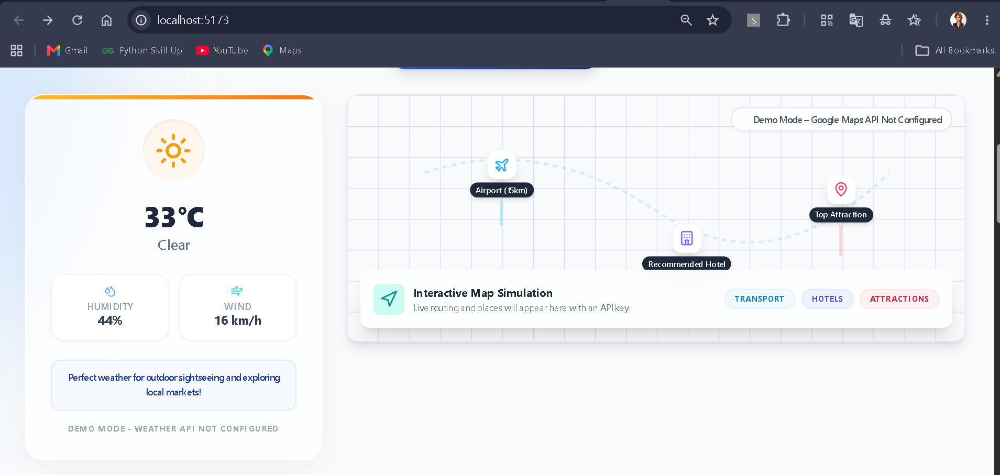 localhost:5173
S
Gmail
Python Skill Up
YouTube
Maps
All Bookmarks
33°C
Clear
HUMIDITY
44%
WIND
16 km/h
Perfect weather for outdoor sightseeing and exploring
local markets!
DEMO MODE - WEATHER API NOT CONFIGURED
Demo Mode – Google Maps API Not Configured
Airport (15km)
Top Attraction
Recommended Hotel
Interactive Map Simulation
Live routing and places will appear here with an API key.
TRANSPORT
HOTELS
ATTRACTIONS